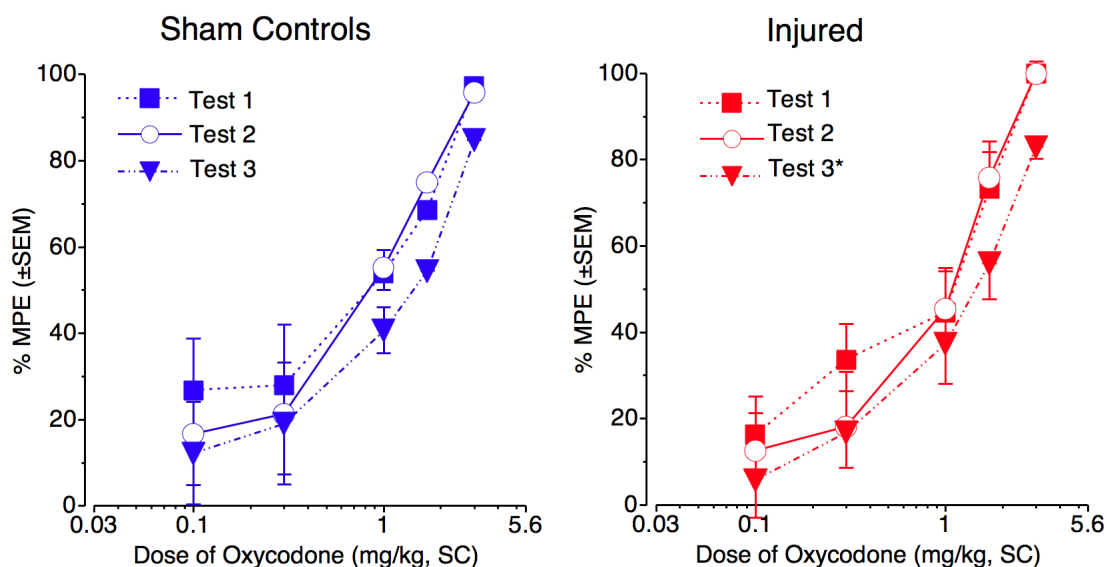 Sham Controls
100
80
60
40
20
0
% MPE (±SEM)
Test 1
Test 2
Test 3
0.03
0.1
1
5.6
Dose of Oxycodone (mg/kg, SC)
Injured
100
80
60
40
20
0
% MPE (±SEM)
Test 1
Test 2
Test 3*
0.03
0.1
1
5.6
Dose of Oxycodone (mg/kg, SC)